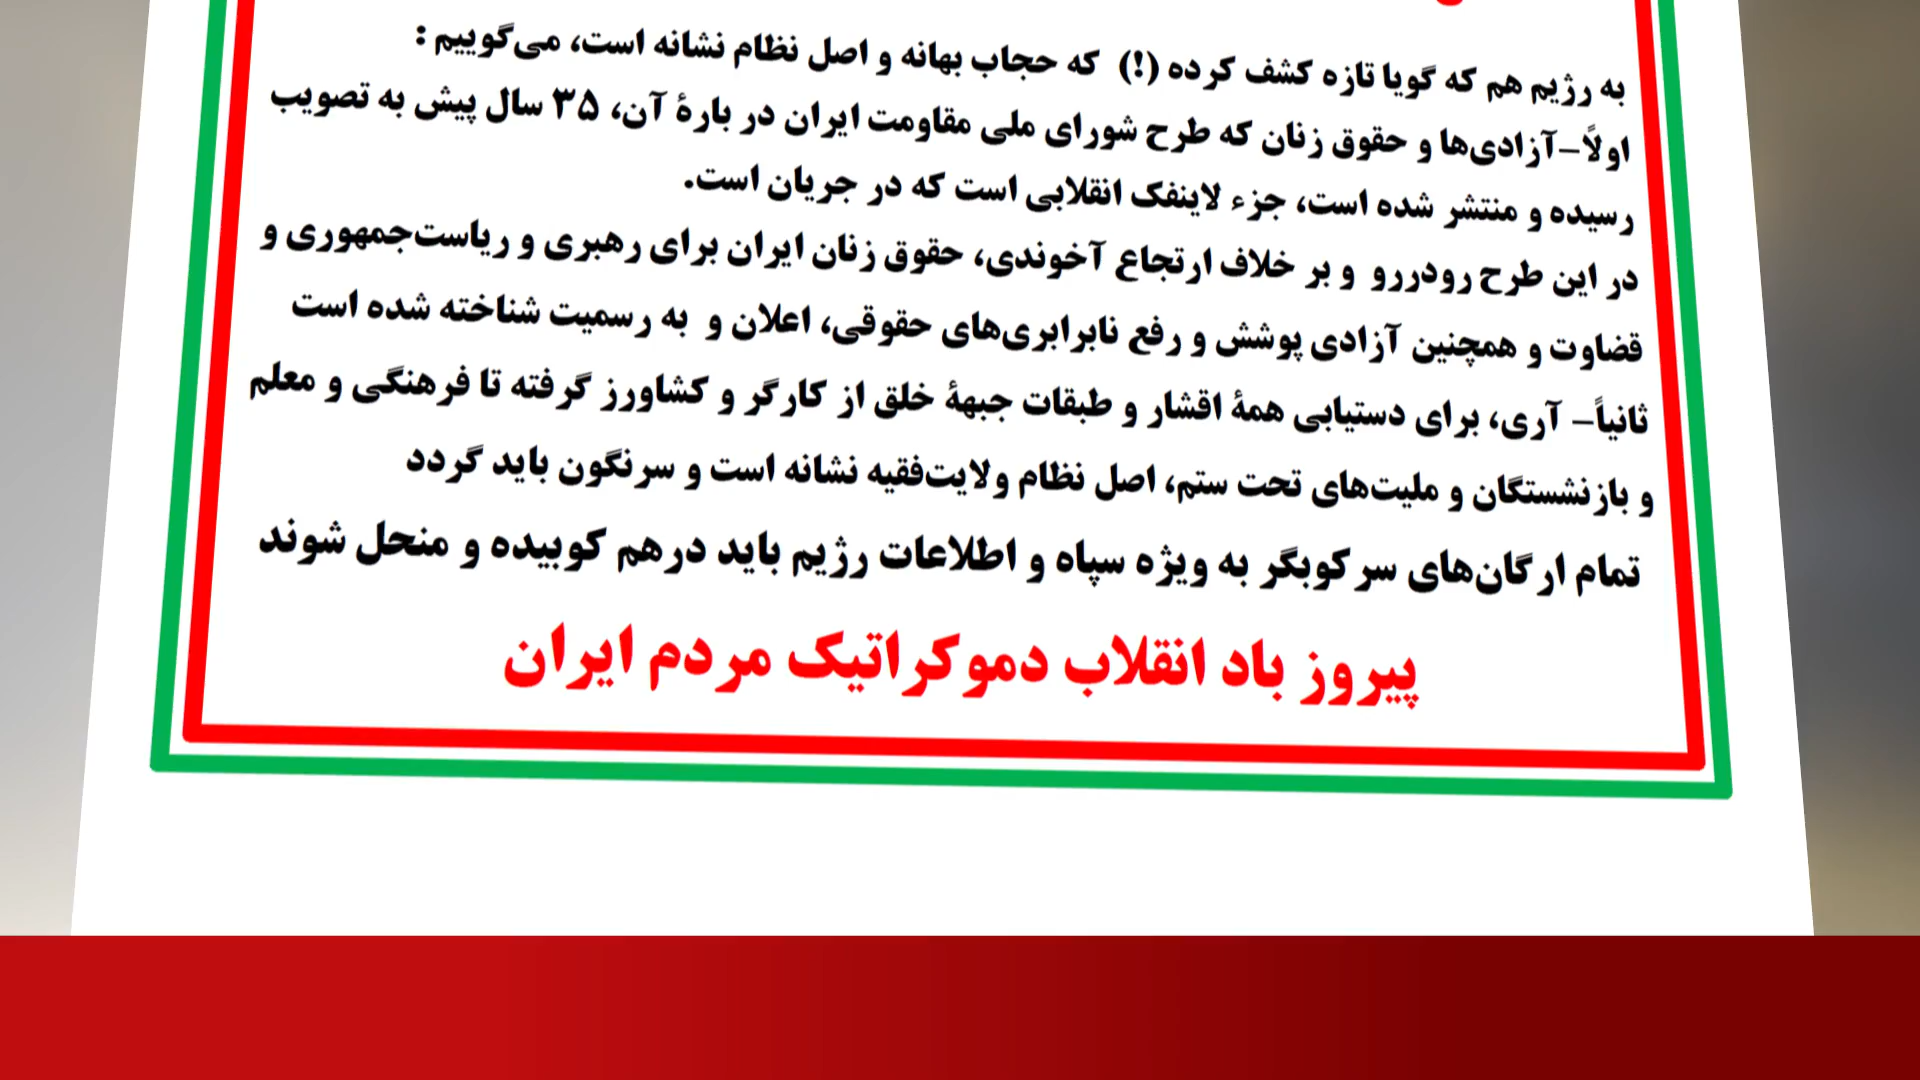 به رژیم هم که گویا تازه کشف کرده (!) که حجاب بهانه و اصل نظام نشانه است، می‌گوییم :
اولاً–آزادی‌ها و حقوق زنان که طرح شورای ملی مقاومت ایران در بارهٔ آن، ۳۵ سال پیش به تصویب
رسیده و منتشر شده است، جزء لاینفک انقلابی است که در جریان است.
در این طرح رودررو و بر خلاف ارتجاع آخوندی، حقوق زنان ایران برای رهبری و ریاست‌جمهوری و
قضاوت و همچنین آزادی پوشش و رفع نابرابری‌های حقوقی، اعلان و به رسمیت شناخته شده است
ثانیاً– آری، برای دستیابی همهٔ اقشار و طبقات جبههٔ خلق از کارگر و کشاورز گرفته تا فرهنگی و معلم
و بازنشستگان و ملیت‌های تحت ستم، اصل نظام ولایت‌فقیه نشانه است و سرنگون باید گردد
تمام ارگان‌های سرکوبگر به ویژه سپاه و اطلاعات رژیم باید درهم کوبیده و منحل شوند
پیروز باد انقلاب دموکراتیک مردم ایران